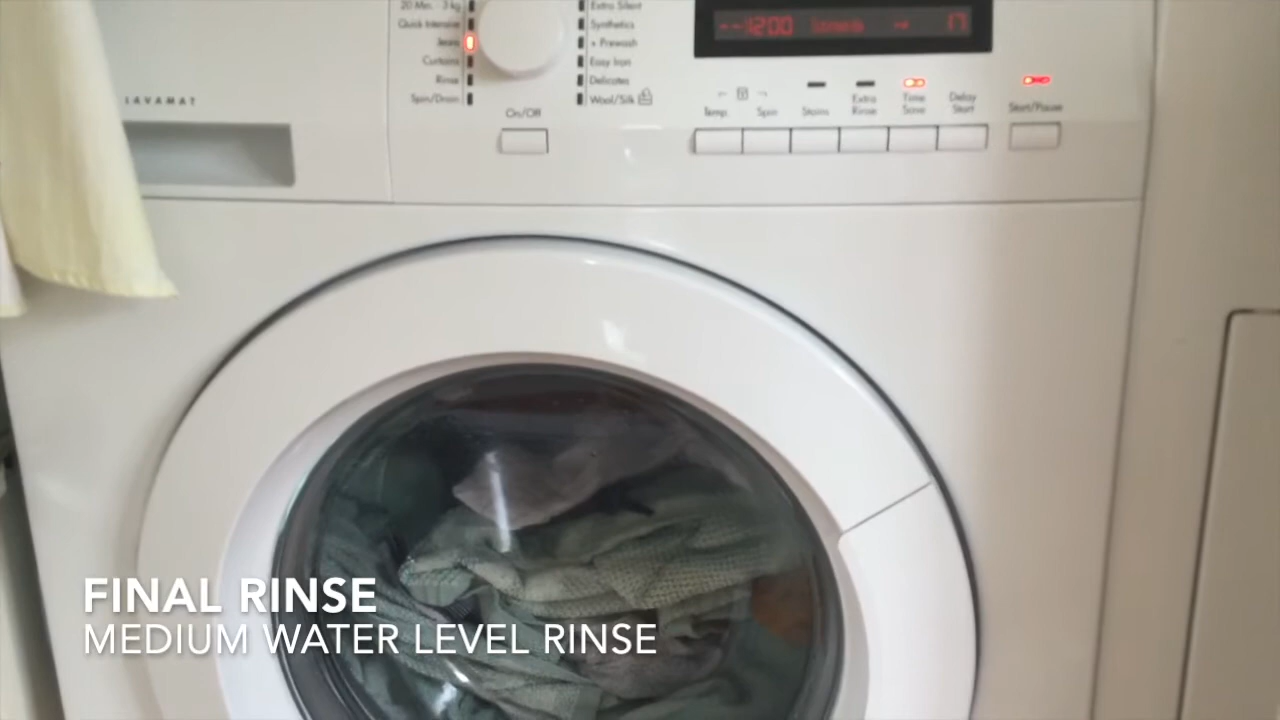 20 Min. - 3 kg
Extra Silent
Quick Intensive
Synthetics
Jeans
+ Prewash
Curtains
Easy Iron
Rinse
Delicates
Spin/Drain
Wool/Silk
LAVAMAT
On/Off
Temp.
Spin
Stains
Extra
Rinse
Time
Save
Delay
Start
Start/Pause
FINAL RINSE
MEDIUM WATER LEVEL RINSE